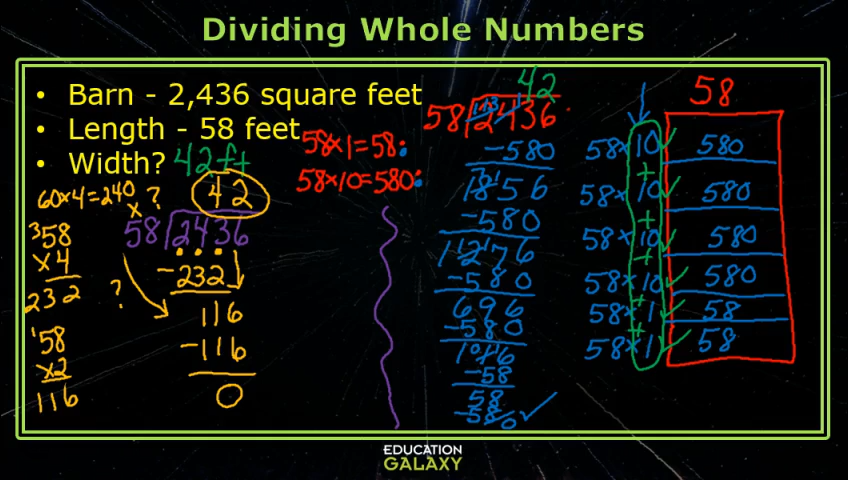 Dividing Whole Numbers
• Barn - 2,436 square feet
• Length - 58 feet
• Width? 42 ft
60×4=240
x ?
42
58 2436
-232
116
-116
0
358
×4
232
?
158
×2
116
58×1=58:
58×10=580:
42
58 2436
-580
1856
-580
1276
-580
696
-580
116
-58
58
-58
0 ✓
58
58×10 ✓ 580
+
58×10 ✓ 580
+
58×10 ✓ 580
+
58×10 ✓ 580
+
58×1 ✓ 58
+
58×1 ✓ 58
EDUCATION
GALAXY